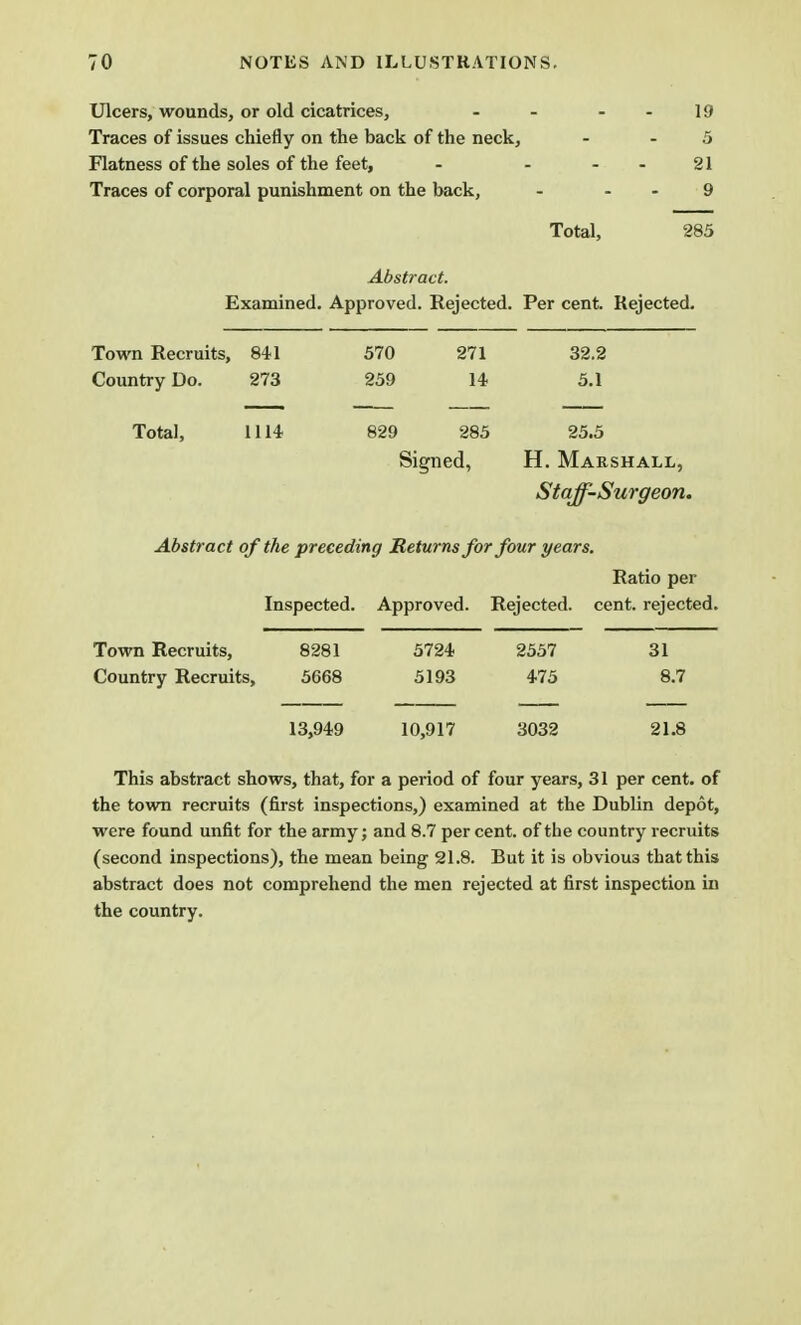 70 NOTES AND ILLUSTRATIONS.
Ulcers, wounds, or old cicatrices, - - - - 19
Traces of issues chiefly on the back of the neck, - - 5
Flatness of the soles of the feet, - - - - 21
Traces of corporal punishment on the back, - - - 9
Total, 285
Abstract.
Examined. Approved. Rejected. Per cent. Rejected.
Town Recruits, 841 570 271 32.2
Country Do. 273 259 14 5.1
Total, 1114 829 285 25.5
Signed, H. Marshall,
Staff-Surgeon.
Abstract of the preceding Returns for four years.
Ratio per
Inspected. Approved. Rejected. cent. rejected.
Town Recruits, 8281 5724 2557 31
Country Recruits, 5668 5193 475 8.7
13,949 10,917 3032 21.8
This abstract shows, that, for a period of four years, 31 per cent. of
the town recruits (first inspections,) examined at the Dublin depôt,
were found unfit for the army; and 8.7 per cent. of the country recruits
(second inspections), the mean being 21.8. But it is obvious that this
abstract does not comprehend the men rejected at first inspection in
the country.